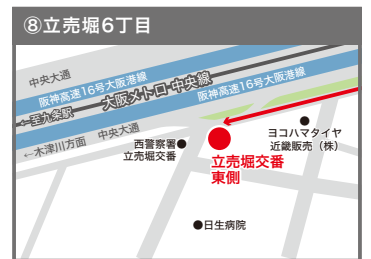 ⑧立売堀6丁目
中央大通
阪神高速16号大阪港線
大阪メトロ 中央線
阪神高速16号大阪港線
←至九条駅
←木津川方面
中央大通
西警察署
立売堀交番
ヨコハマタイヤ
近畿販売（株）
立売堀交番
東側
日生病院